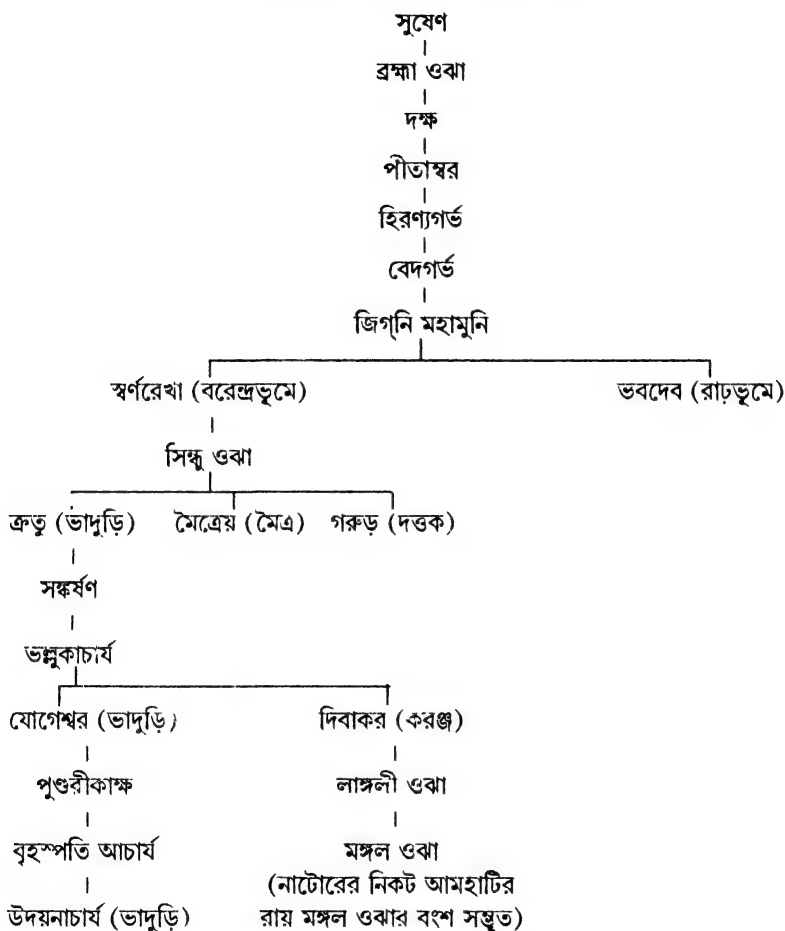 সুষেণ
ব্রহ্মা ওঝা
দক্ষ
পীতাম্বর
হিরণ্যগর্ভ
বেদগর্ভ
জিগ্‌নি মহামুনি
স্বর্ণরেখা (বরেন্দ্রভূমে) ভবদেব (রাঢ়ভূমে)
সিন্ধু ওঝা
ক্রতু (ভাদুড়ি) মৈত্রেয় (মৈত্র) গরুড় (দত্তক)
সঙ্কর্ষণ
ভল্লুকাচার্য
যোগেশ্বর (ভাদুড়ি) দিবাকর (করঞ্জ)
পুণ্ডরীকাক্ষ লাঙ্গলী ওঝা
বৃহস্পতি আচার্য মঙ্গল ওঝা
(নাটোরের নিকট আমহাটির
উদয়নাচার্য (ভাদুড়ি) রায় মঙ্গল ওঝার বংশ সম্ভূত)